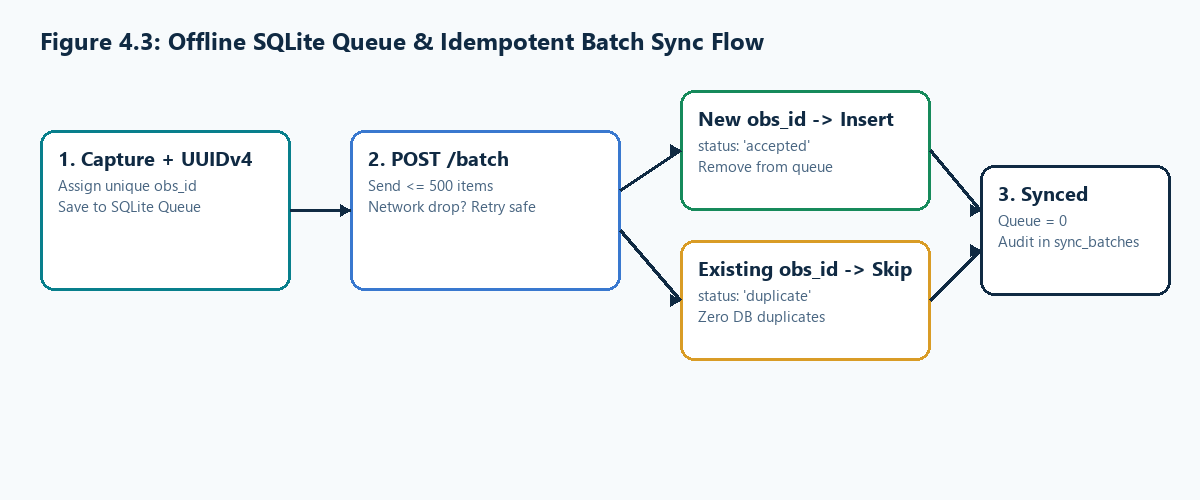 Figure 4.3: Offline SQLite Queue & Idempotent Batch Sync Flow
1. Capture + UUIDv4
Assign unique obs_id
Save to SQLite Queue
2. POST /batch
Send <= 500 items
Network drop? Retry safe
New obs_id -> Insert
status: 'accepted'
Remove from queue
Existing obs_id -> Skip
status: 'duplicate'
Zero DB duplicates
3. Synced
Queue = 0
Audit in sync_batches